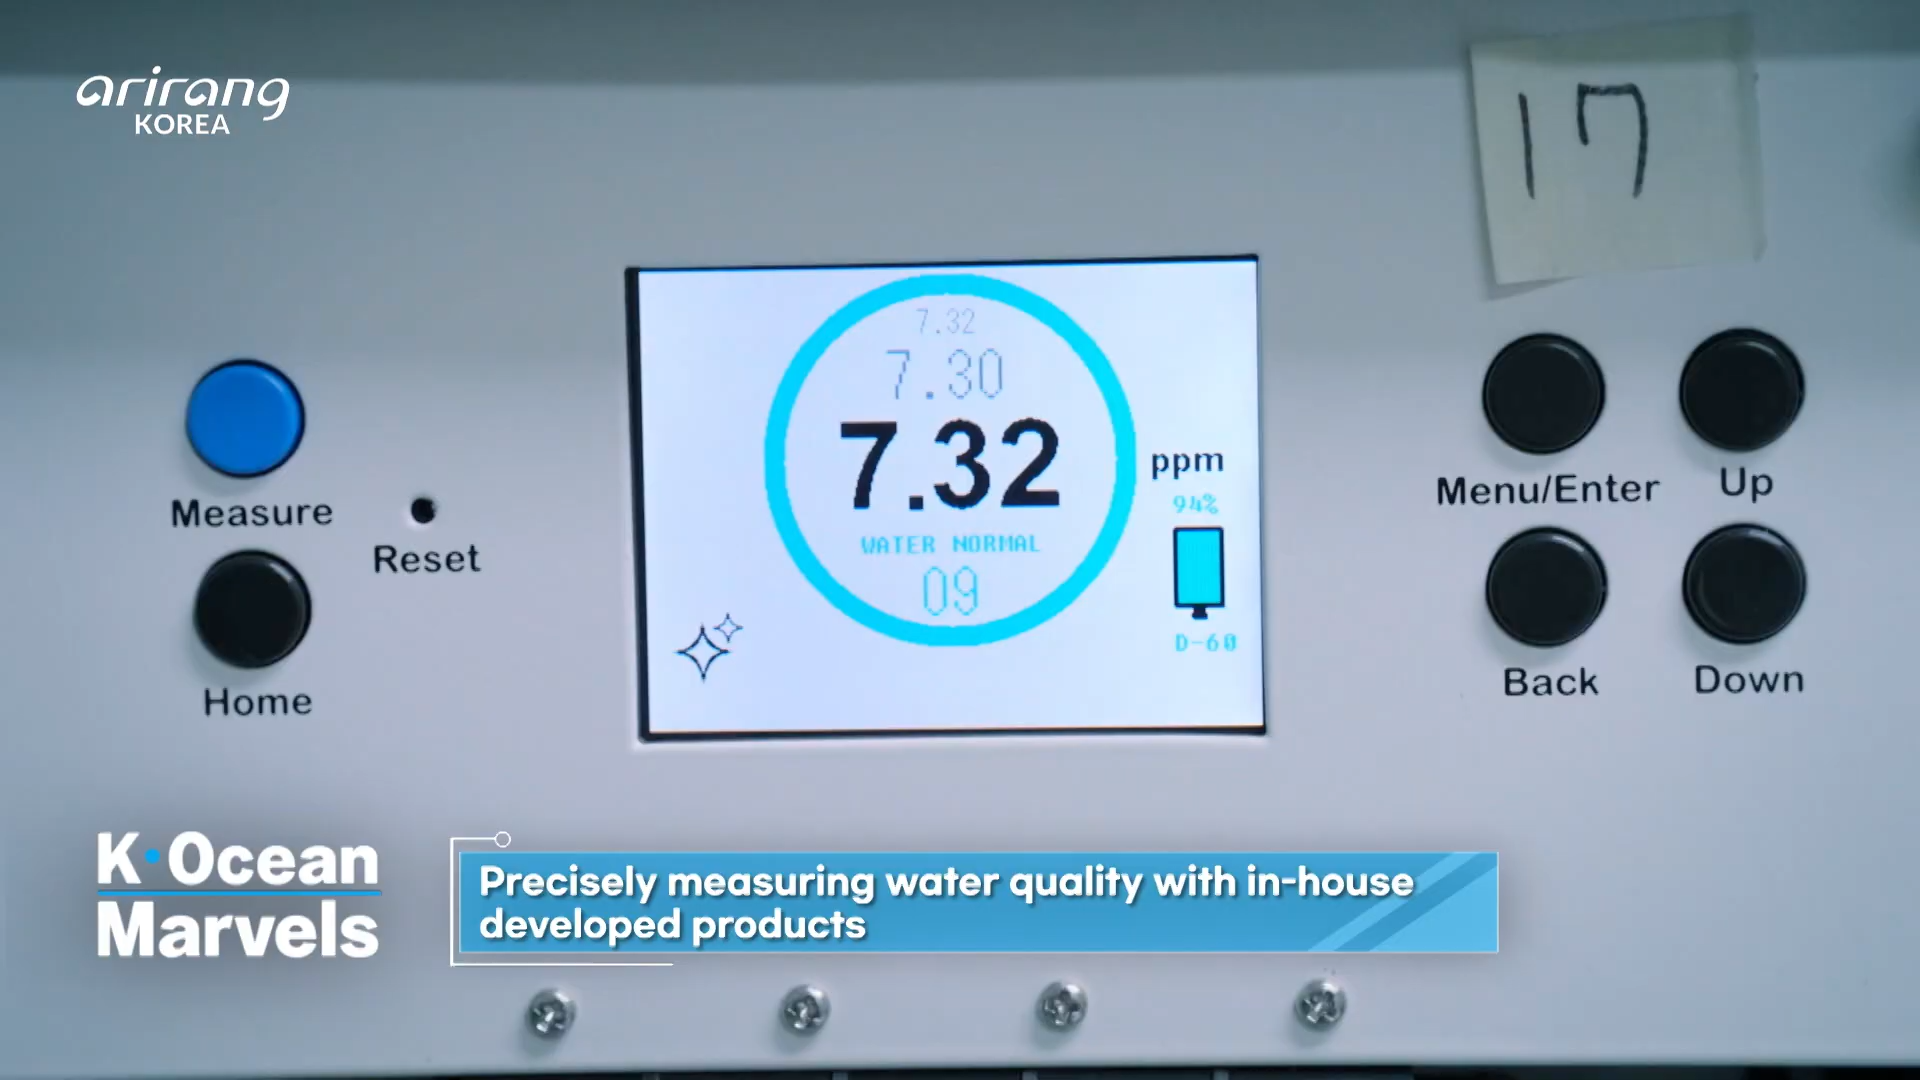 arirang
KOREA
17
7.32
7.30
7.32
ppm
94%
WATER NORMAL
09
D-60
Measure
Reset
Home
Menu/Enter
Up
Back
Down
K·Ocean
Marvels
Precisely measuring water quality with in-house
developed products